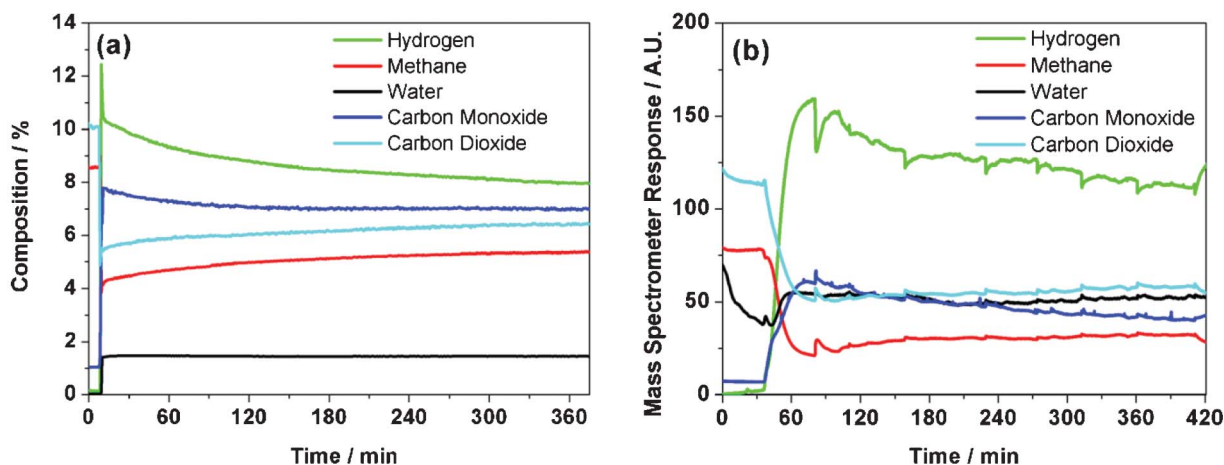 (a)
Hydrogen
Methane
Water
Carbon Monoxide
Carbon Dioxide
Composition / %
14
12
10
8
6
4
2
0
0 60 120 180 240 300 360
Time / min
(b)
Hydrogen
Methane
Water
Carbon Monoxide
Carbon Dioxide
Mass Spectrometer Response / A.U.
200
150
100
50
0
0 60 120 180 240 300 360 420
Time / min